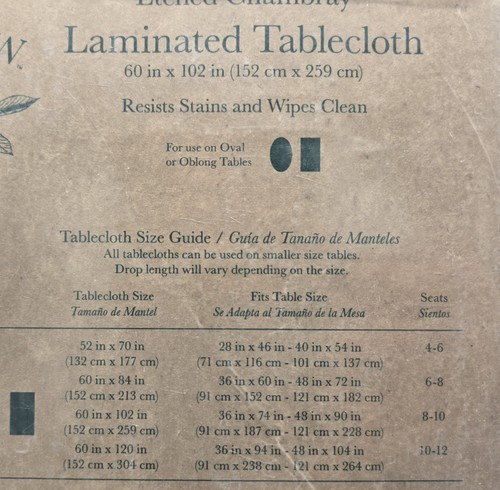 Etched Chambray
Laminated Tablecloth
60 in x 102 in (152 cm x 259 cm)
Resists Stains and Wipes Clean
For use on Oval
or Oblong Tables
Tablecloth Size Guide / Guía de Tanaño de Manteles
All tablecloths can be used on smaller size tables.
Drop length will vary depending on the size.
Tablecloth Size Fits Table Size Seats
Tamaño de Mantel Se Adapta al Tamaño de la Mesa Sientos
52 in x 70 in 28 in x 46 in - 40 in x 54 in 4-6
(132 cm x 177 cm) (71 cm x 116 cm - 101 cm x 137 cm)
60 in x 84 in 36 in x 60 in - 48 in x 72 in 6-8
(152 cm x 213 cm) (91 cm x 152 cm - 121 cm x 182 cm)
60 in x 102 in 36 in x 74 in - 48 in x 90 in 8-10
(152 cm x 259 cm) (91 cm x 187 cm - 121 cm x 228 cm)
60 in x 120 in 36 in x 94 in - 48 in x 104 in 10-12
(152 cm x 304 cm) (91 cm x 238 cm - 121 cm x 264 cm)